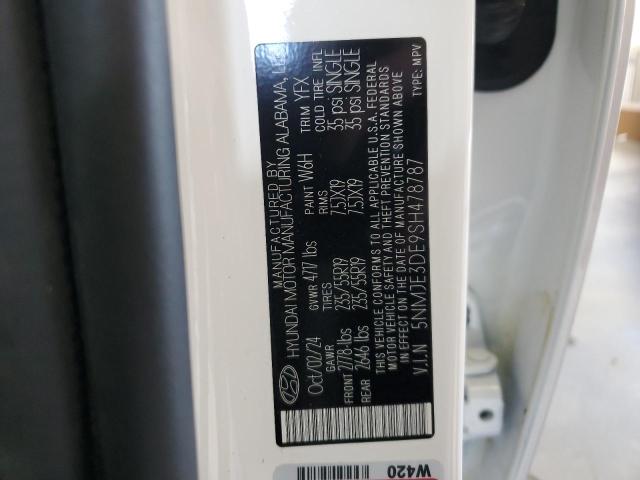 MANUFACTURED BY
HYUNDAI MOTOR MANUFACTURING ALABAMA, LLC
Oct/02/24 GVWR 4717 lbs PAINT W6H TRIM YFX
GAWR TIRES RIMS COLD TIRE INFL
FRONT 2778 lbs 235/55R19 7.5JX19 35 psi SINGLE
REAR 2646 lbs 235/55R19 7.5JX19 35 psi SINGLE
THIS VEHICLE CONFORMS TO ALL APPLICABLE U.S.A. FEDERAL
MOTOR VEHICLE SAFETY AND THEFT PREVENTION STANDARDS
IN EFFECT ON THE DATE OF MANUFACTURE SHOWN ABOVE
V.I.N 5NMJE3DE9SH478787 TYPE: MPV
W420